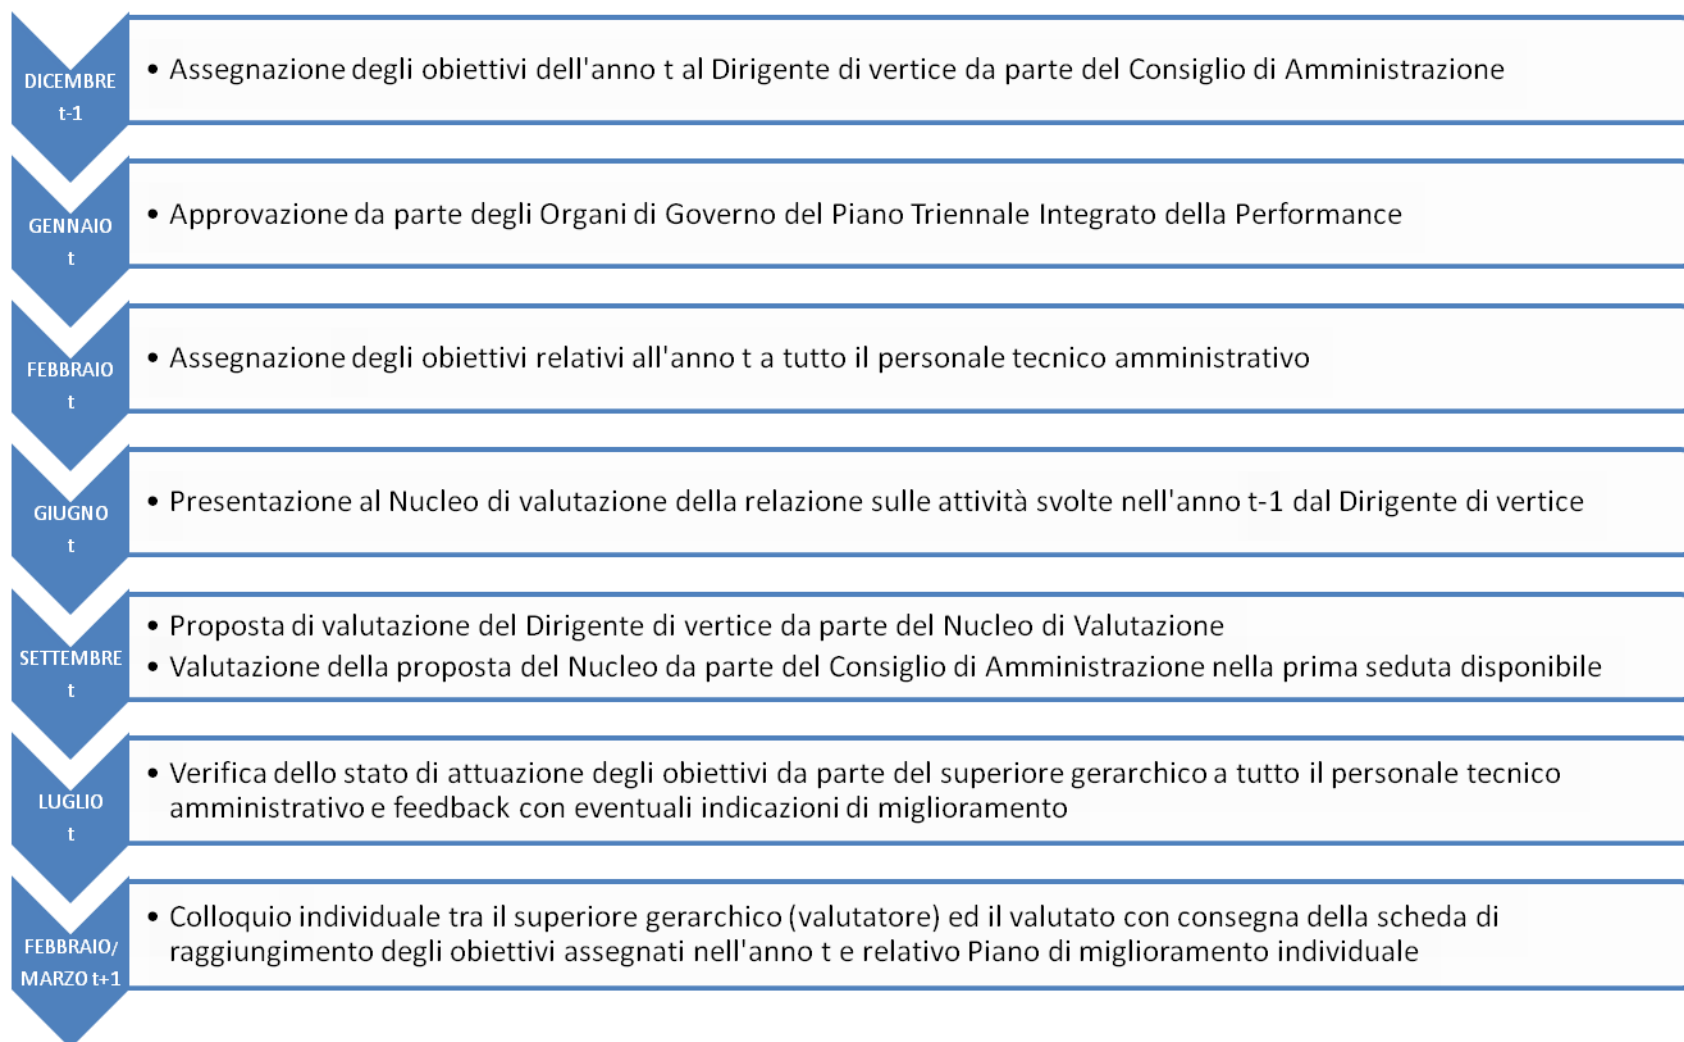 DICEMBRE
t-1
• Assegnazione degli obiettivi dell'anno t al Dirigente di vertice da parte del Consiglio di Amministrazione
GENNAIO
t
• Approvazione da parte degli Organi di Governo del Piano Triennale Integrato della Performance
FEBBRAIO
t
• Assegnazione degli obiettivi relativi all'anno t a tutto il personale tecnico amministrativo
GIUGNO
t
• Presentazione al Nucleo di valutazione della relazione sulle attività svolte nell'anno t-1 dal Dirigente di vertice
SETTEMBRE
t
• Proposta di valutazione del Dirigente di vertice da parte del Nucleo di Valutazione
• Valutazione della proposta del Nucleo da parte del Consiglio di Amministrazione nella prima seduta disponibile
LUGLIO
t
• Verifica dello stato di attuazione degli obiettivi da parte del superiore gerarchico a tutto il personale tecnico
amministrativo e feedback con eventuali indicazioni di miglioramento
FEBBRAIO/
MARZO t+1
• Colloquio individuale tra il superiore gerarchico (valutatore) ed il valutato con consegna della scheda di
raggiungimento degli obiettivi assegnati nell'anno t e relativo Piano di miglioramento individuale